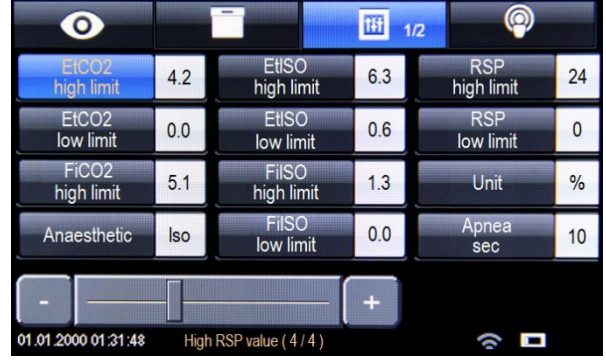 1/2
EtCO2
high limit
4.2
EtISO
high limit
6.3
RSP
high limit
24
EtCO2
low limit
0.0
EtISO
low limit
0.6
RSP
low limit
0
FiCO2
high limit
5.1
FiISO
high limit
1.3
Unit
%
Anaesthetic
Iso
FiISO
low limit
0.0
Apnea
sec
10
-
+
01.01.2000 01:31:48
High RSP value ( 4 / 4 )